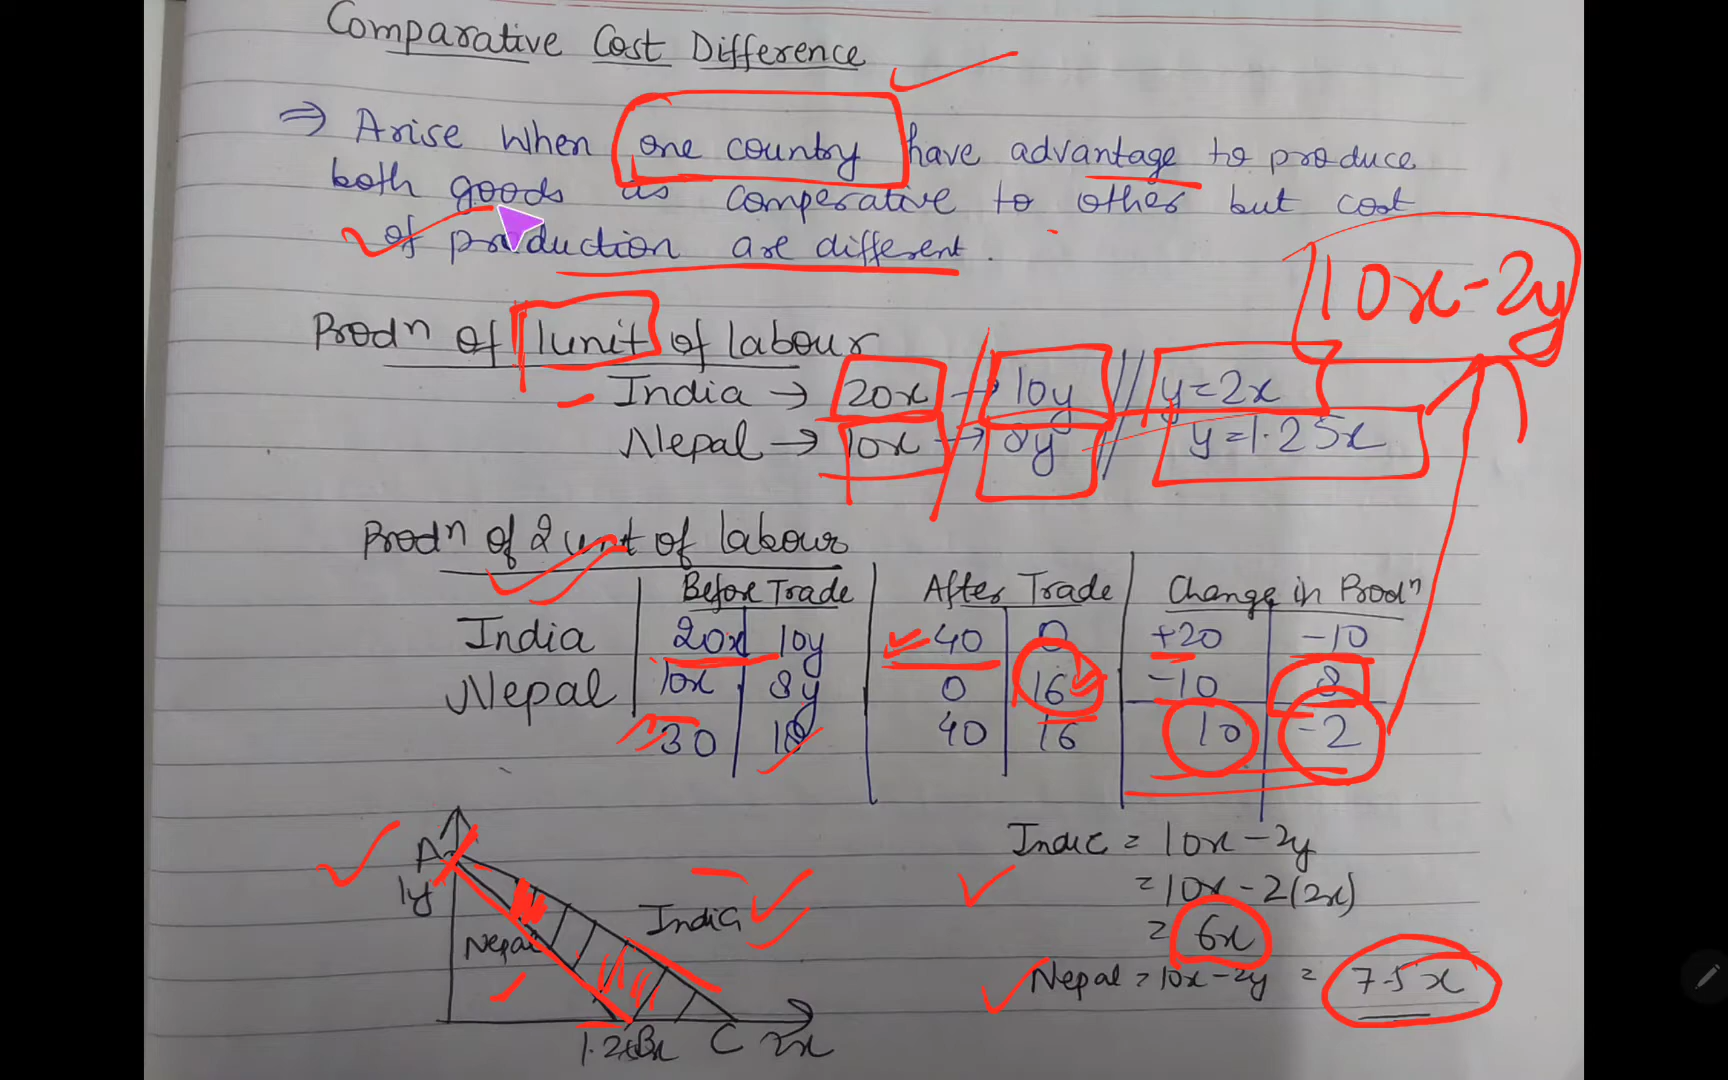 Comparative Cost Difference
⇒ Arise when one country have advantage to produce
both goods as comperative to other but cost
of production are different.
10x-2y
Prodn of 1unit of labour
India → 20x → 10y // y=2x
Nepal → 10x → 8y // y=1.25x
Prodn of 2 unit of labour
Before Trade | After Trade | Change in Prodn
India 20x 10y 40 0 +20 -10
Nepal 10x 8y 0 16 -10 8
30 18 40 16 10 -2
India = 10x-2y
= 10x-2(2x)
= 6x
Nepal = 10x-2y = 7.5x
A
1y
India
Nepal
1.25x B C 2x